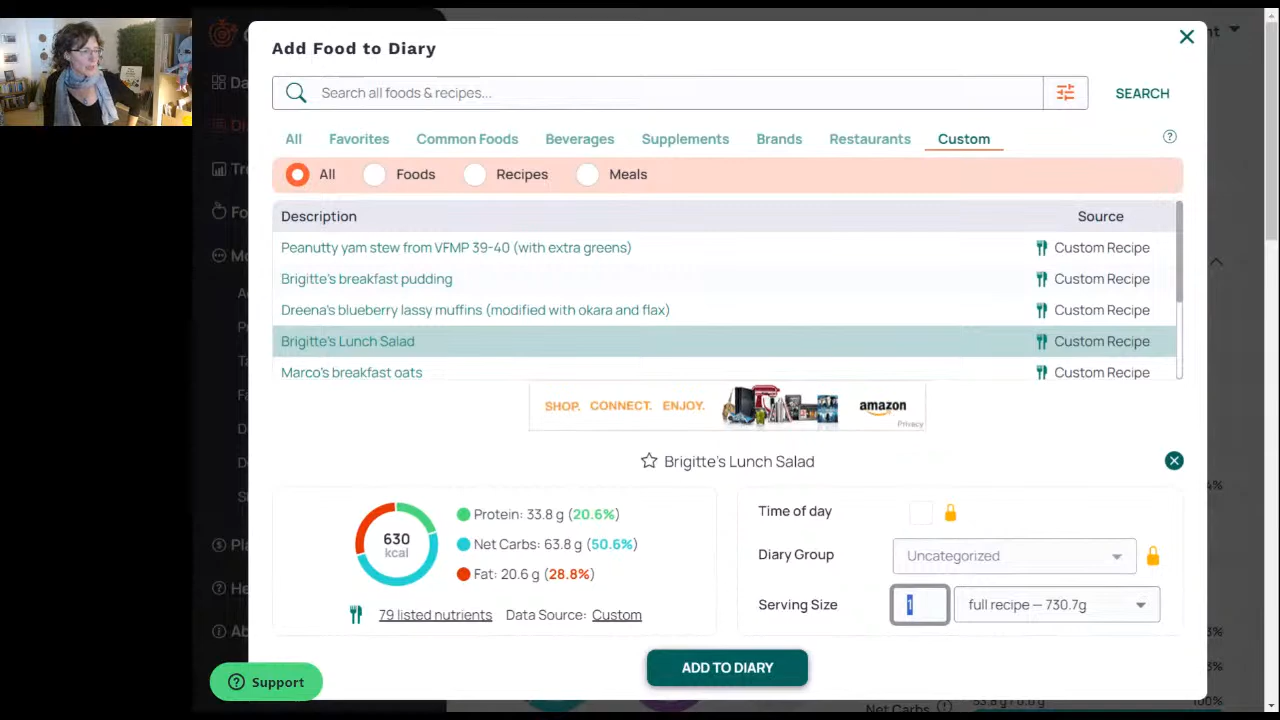 Add Food to Diary
Search all foods & recipes...
SEARCH
All Favorites Common Foods Beverages Supplements Brands Restaurants Custom
All Foods Recipes Meals
Description Source
Peanutty yam stew from VFMP 39-40 (with extra greens) Custom Recipe
Brigitte's breakfast pudding Custom Recipe
Dreena's blueberry lassy muffins (modified with okara and flax) Custom Recipe
Brigitte's Lunch Salad Custom Recipe
Marco's breakfast oats Custom Recipe
SHOP. CONNECT. ENJOY. amazon
Privacy
Brigitte's Lunch Salad
630
kcal
Protein: 33.8 g (20.6%)
Net Carbs: 63.8 g (50.6%)
Fat: 20.6 g (28.8%)
79 listed nutrients Data Source: Custom
Time of day
Diary Group Uncategorized
Serving Size 1 full recipe — 730.7g
ADD TO DIARY
Support
Net Carbs
100%